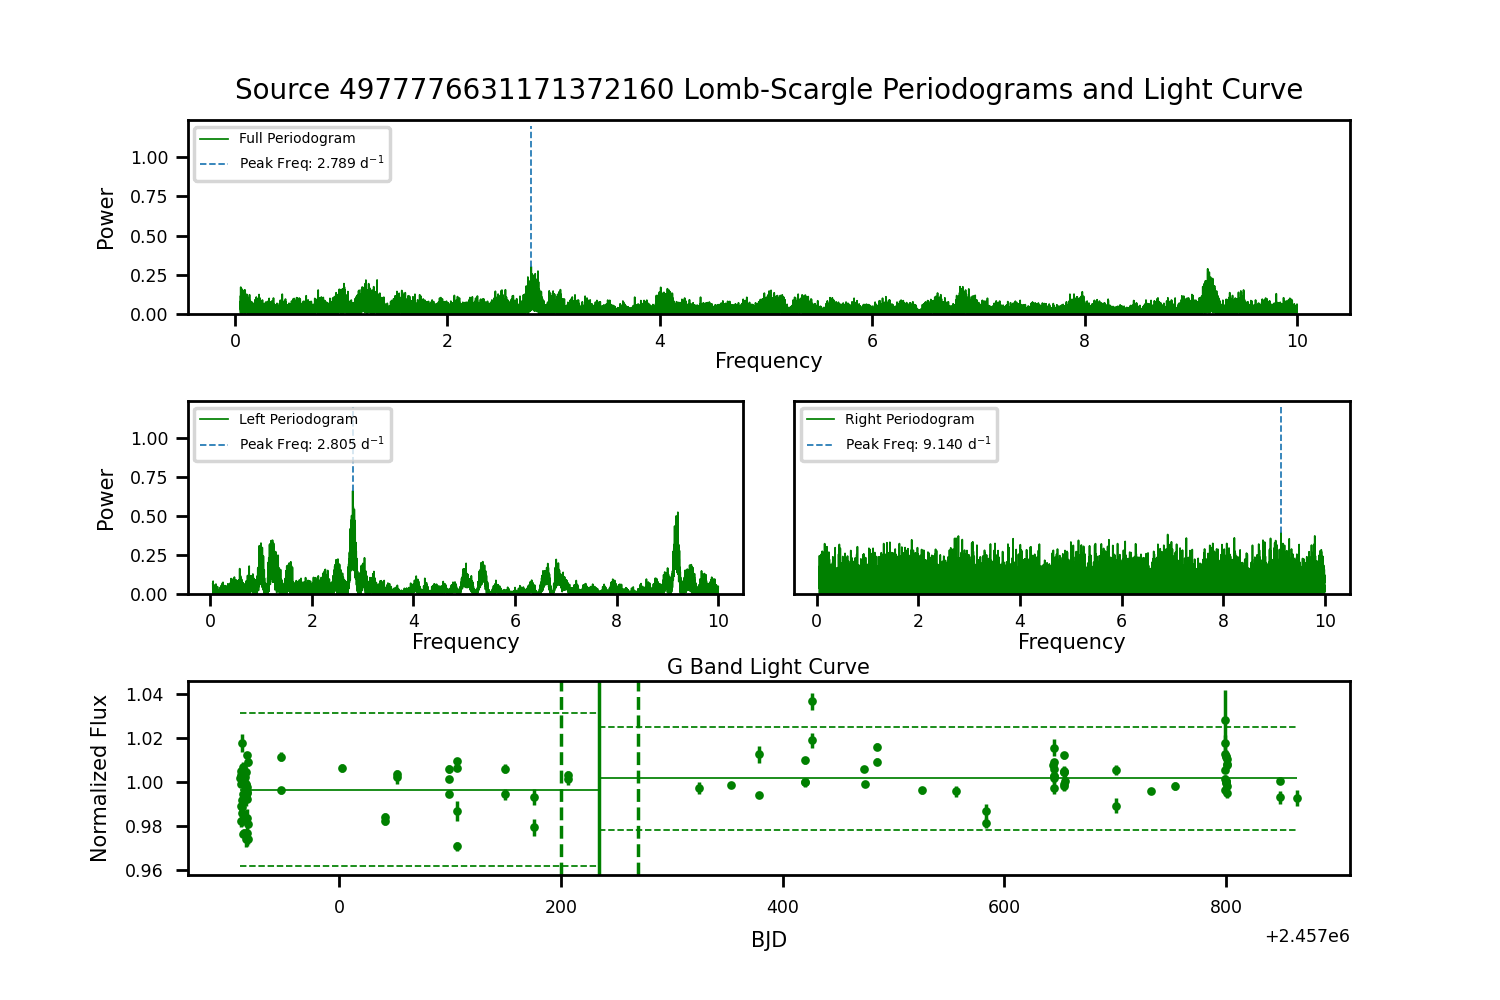 Source 4977776631171372160 Lomb-Scargle Periodograms and Light Curve
Full Periodogram
Peak Freq: 2.789 d⁻¹
Power
1.00
0.75
0.50
0.25
0.00
0 2 4 6 8 10
Frequency
Left Periodogram
Peak Freq: 2.805 d⁻¹
Power
1.00
0.75
0.50
0.25
0.00
0 2 4 6 8 10
Frequency
Right Periodogram
Peak Freq: 9.140 d⁻¹
0 2 4 6 8 10
Frequency
G Band Light Curve
Normalized Flux
1.04
1.02
1.00
0.98
0.96
0 200 400 600 800
BJD
+2.457e6